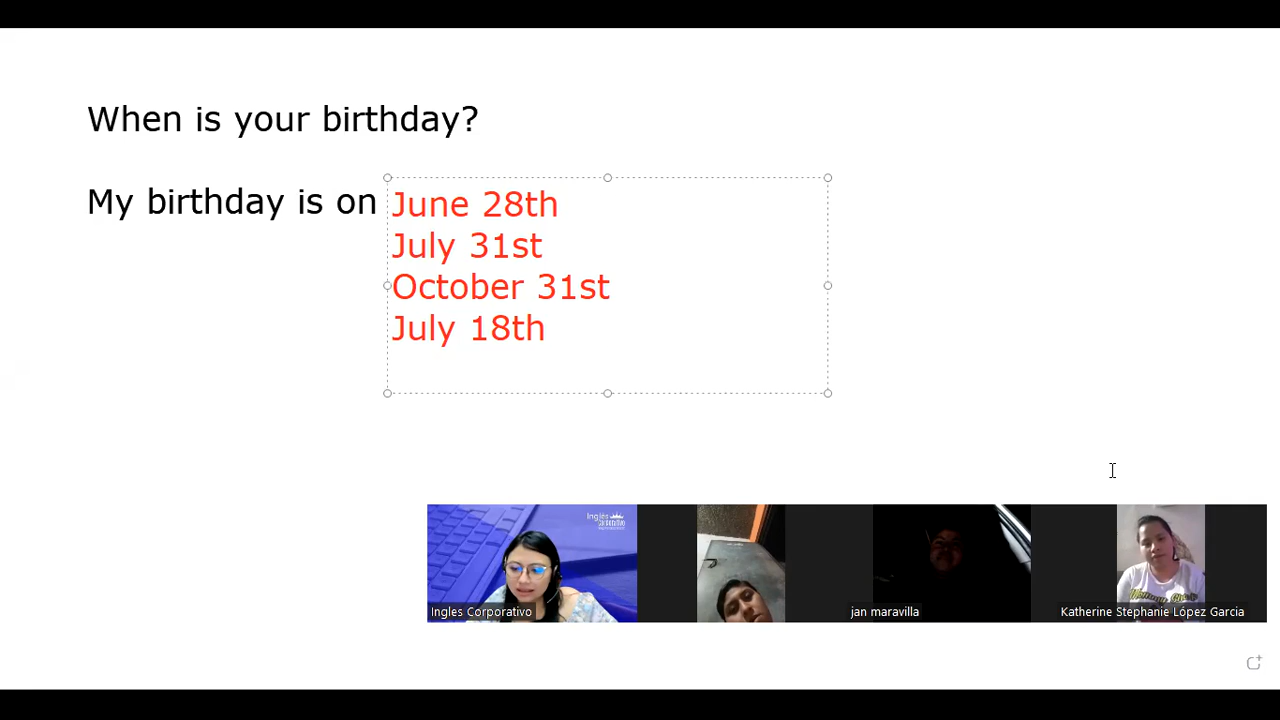 When is your birthday?
My birthday is on
June 28th
July 31st
October 31st
July 18th
Inglés
Ingles Corporativo
jan maravilla
Katherine Stephanie López Garcia